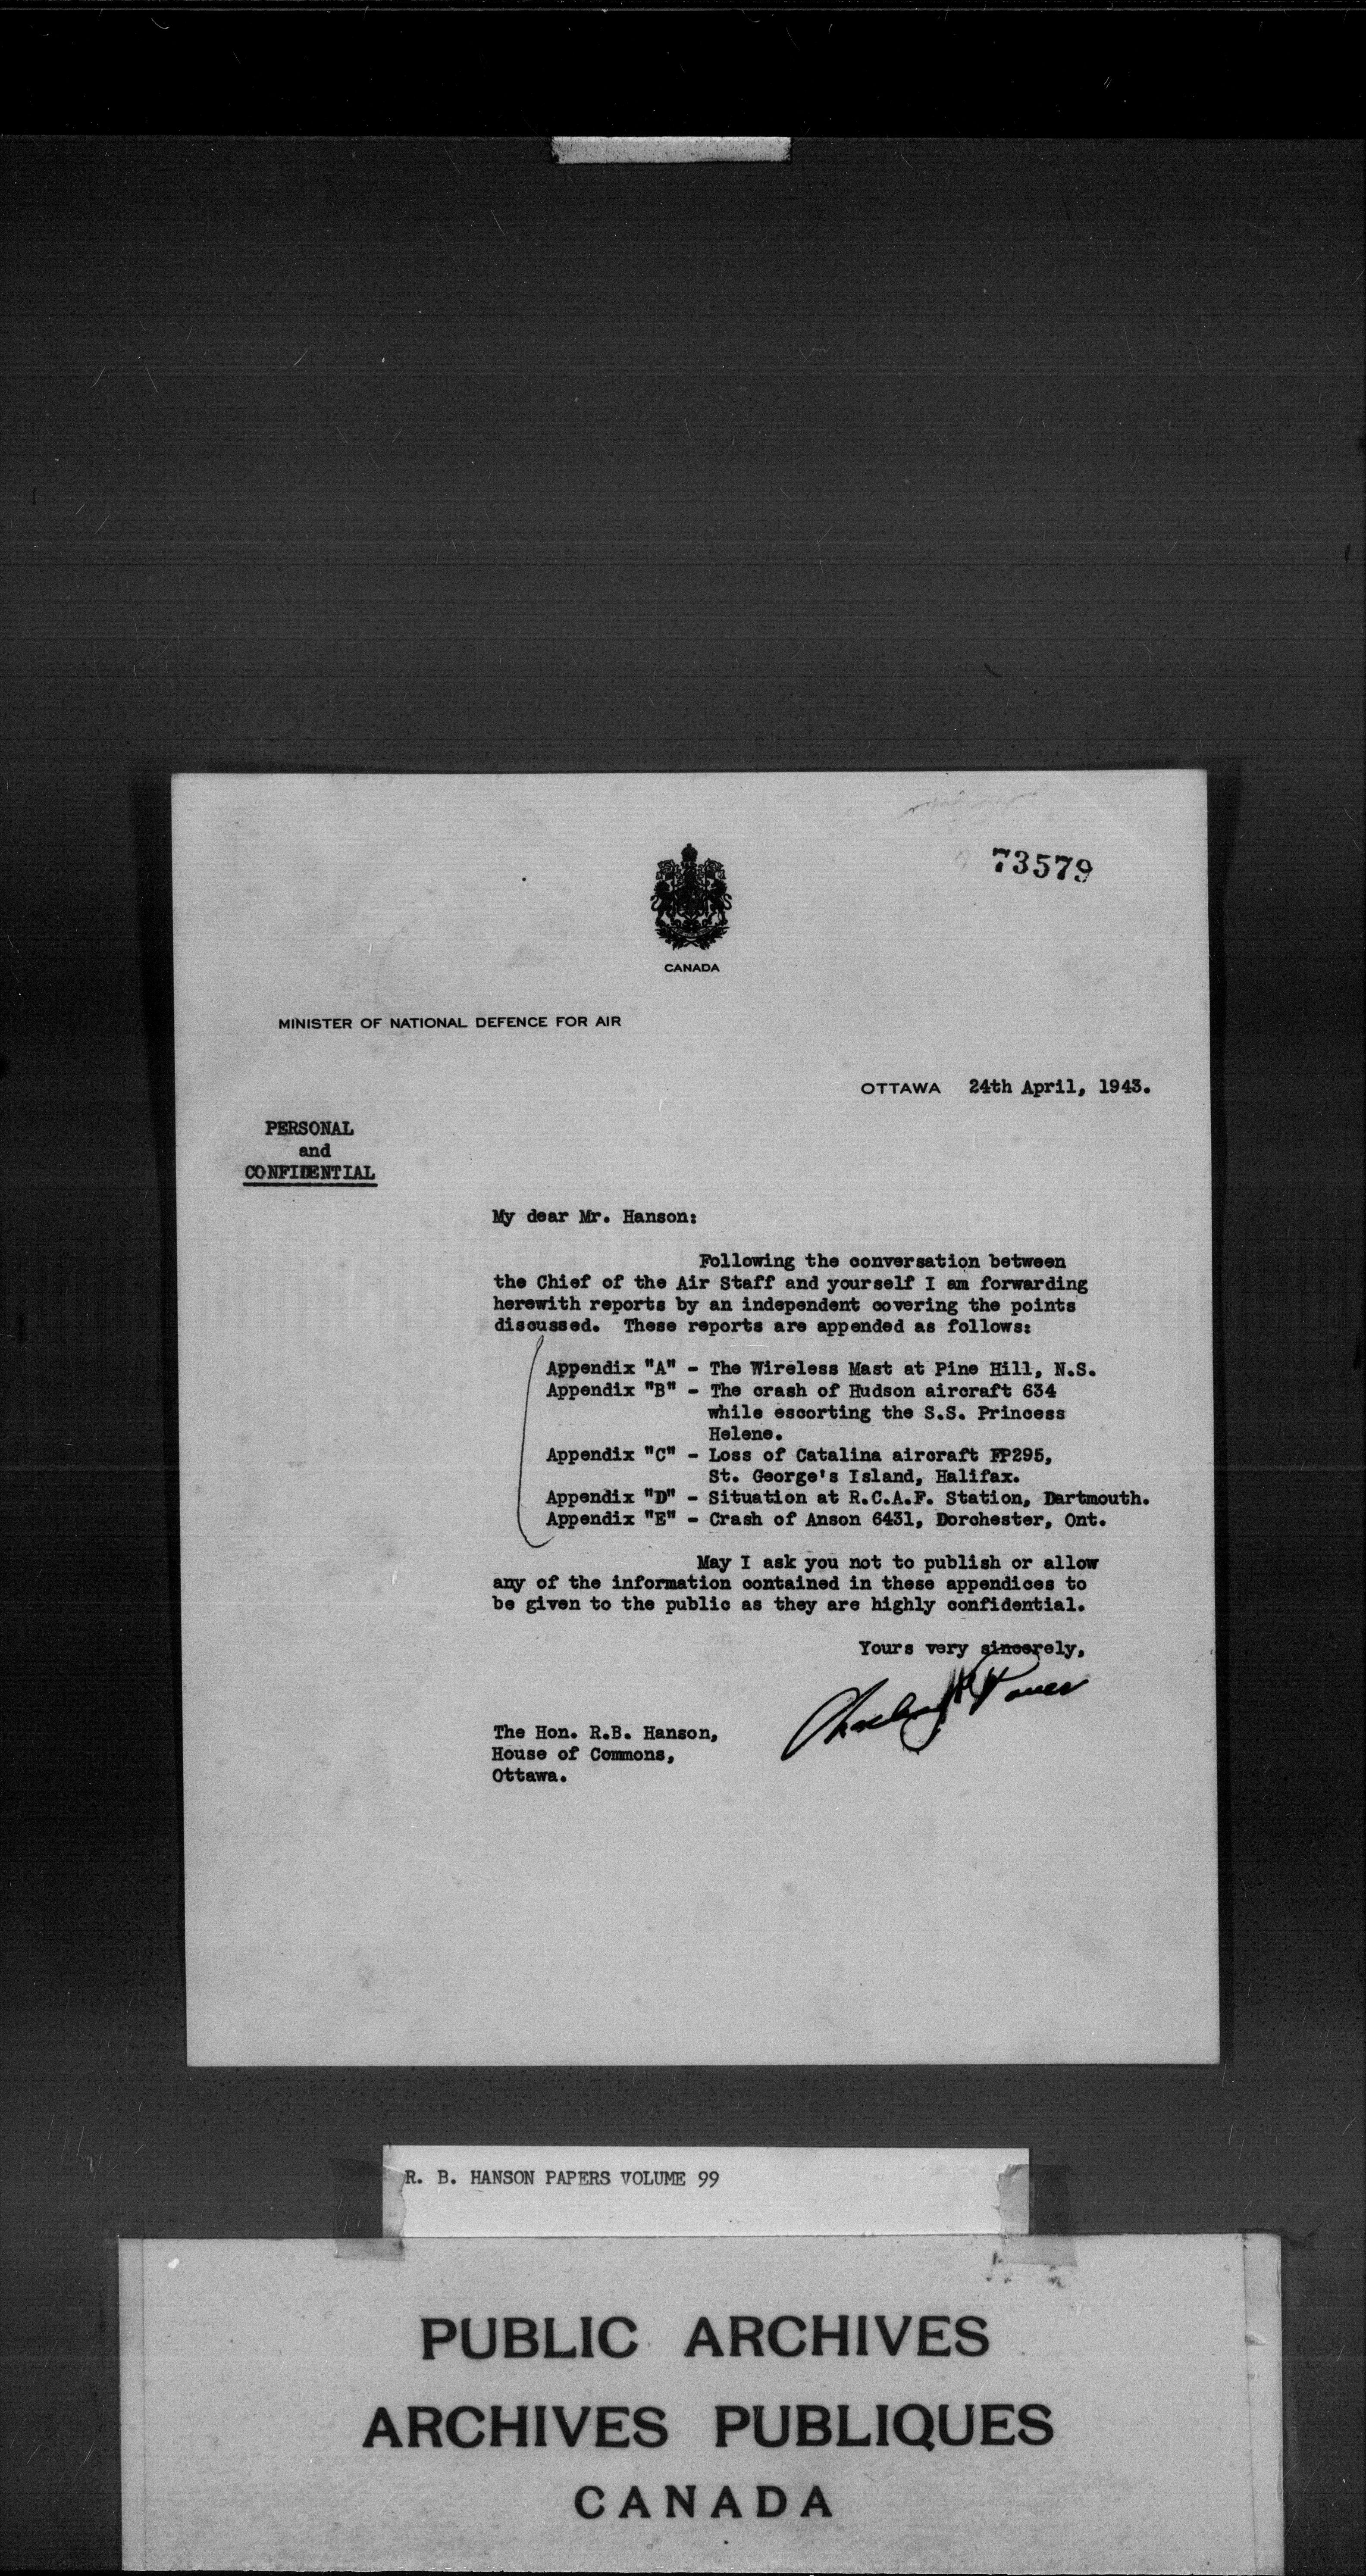 73579
CANADA
MINISTER OF NATIONAL DEFENCE FOR AIR
OTTAWA 24th April, 1943.
PERSONAL
and
CONFIDENTIAL
My dear Mr. Hanson:
Following the conversation between
the Chief of the Air Staff and yourself I am forwarding
herewith reports by an independent covering the points
discussed. These reports are appended as follows:
Appendix "A" - The Wireless Mast at Pine Hill, N.S.
Appendix "B" - The crash of Hudson aircraft 634
while escorting the S.S. Princess
Helene.
Appendix "C" - Loss of Catalina aircraft FP295,
St. George's Island, Halifax.
Appendix "D" - Situation at R.C.A.F. Station, Dartmouth.
Appendix "E" - Crash of Anson 6431, Dorchester, Ont.
May I ask you not to publish or allow
any of the information contained in these appendices to
be given to the public as they are highly confidential.
Yours very sincerely,
Power
The Hon. R.B. Hanson,
House of Commons,
Ottawa.
R. B. HANSON PAPERS VOLUME 99
PUBLIC ARCHIVES
ARCHIVES PUBLIQUES
CANADA